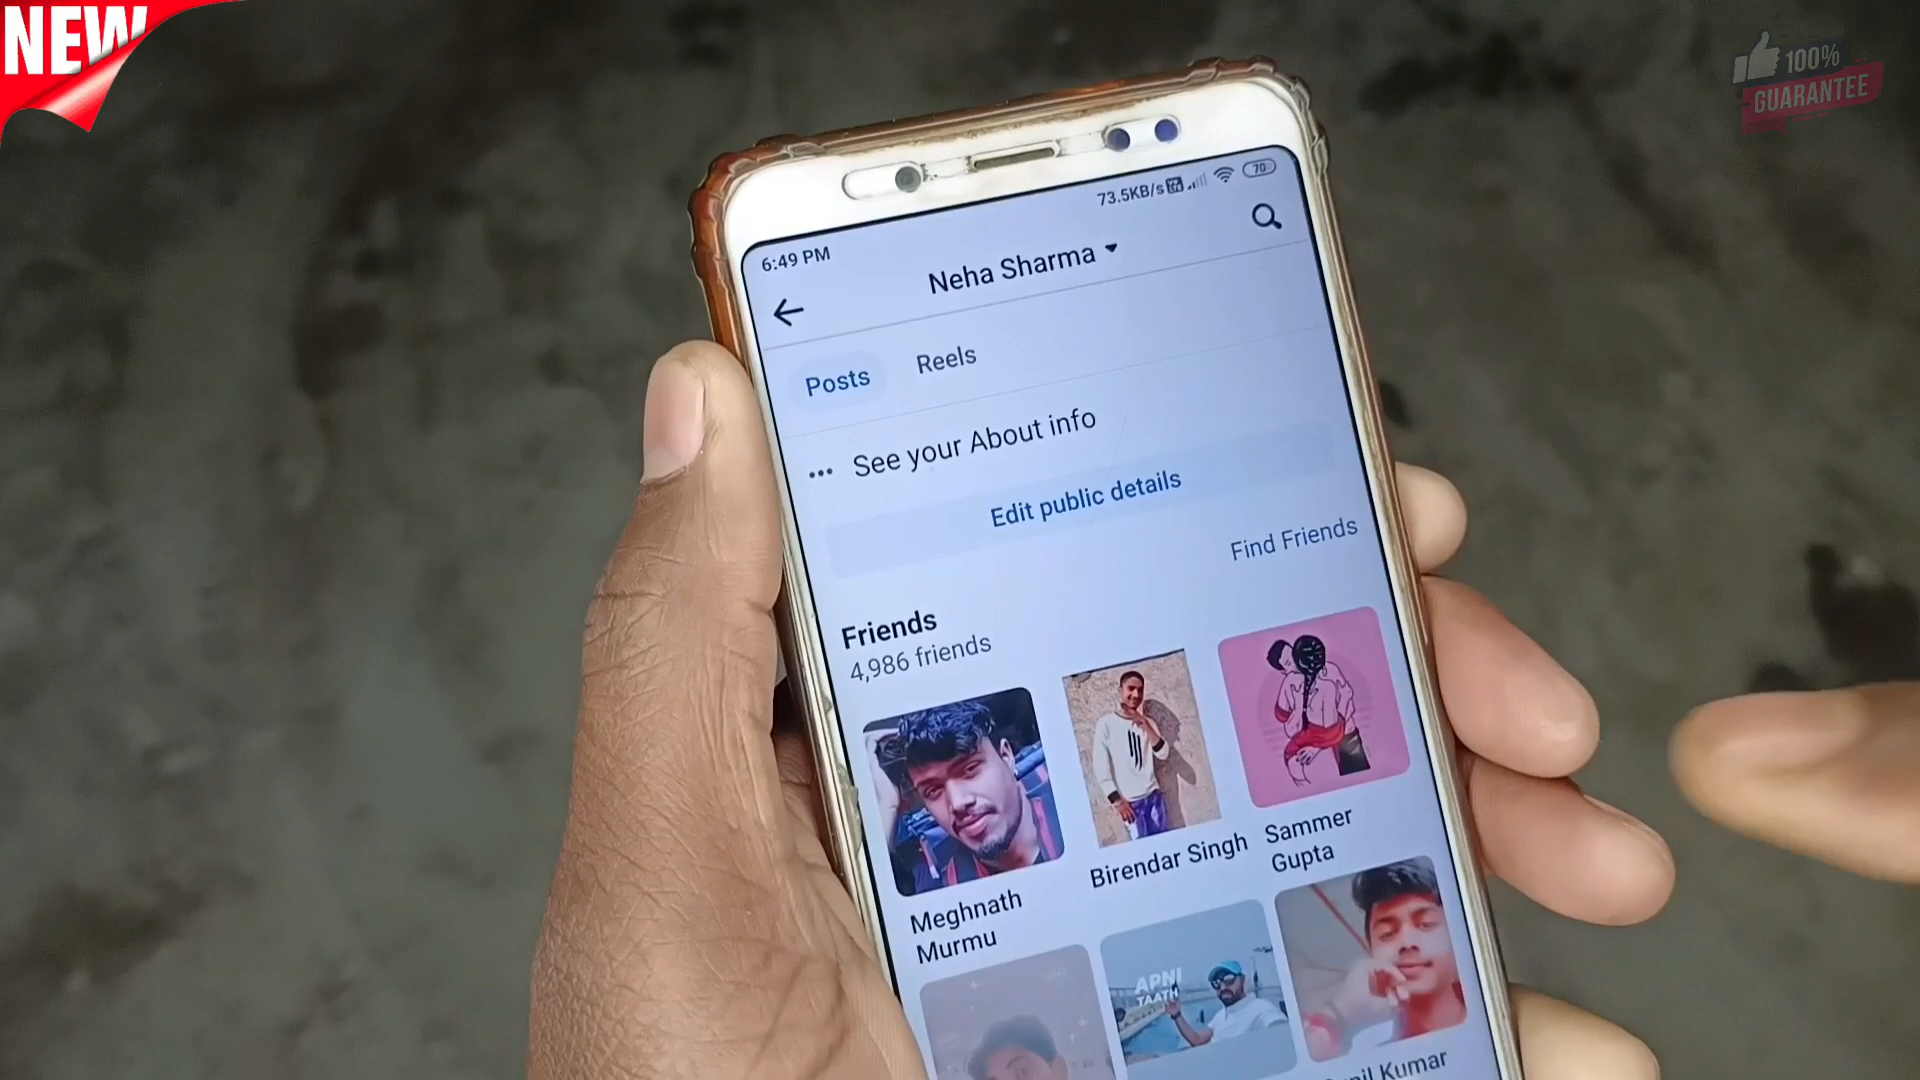 NEW
100%
GUARANTEE
73.5KB/s
70
6:49 PM
Neha Sharma
Posts
Reels
See your About info
Edit public details
Find Friends
Friends
4,986 friends
Meghnath
Murmu
Birendar Singh
Sammer
Gupta
APNI
TAATH
Kumar